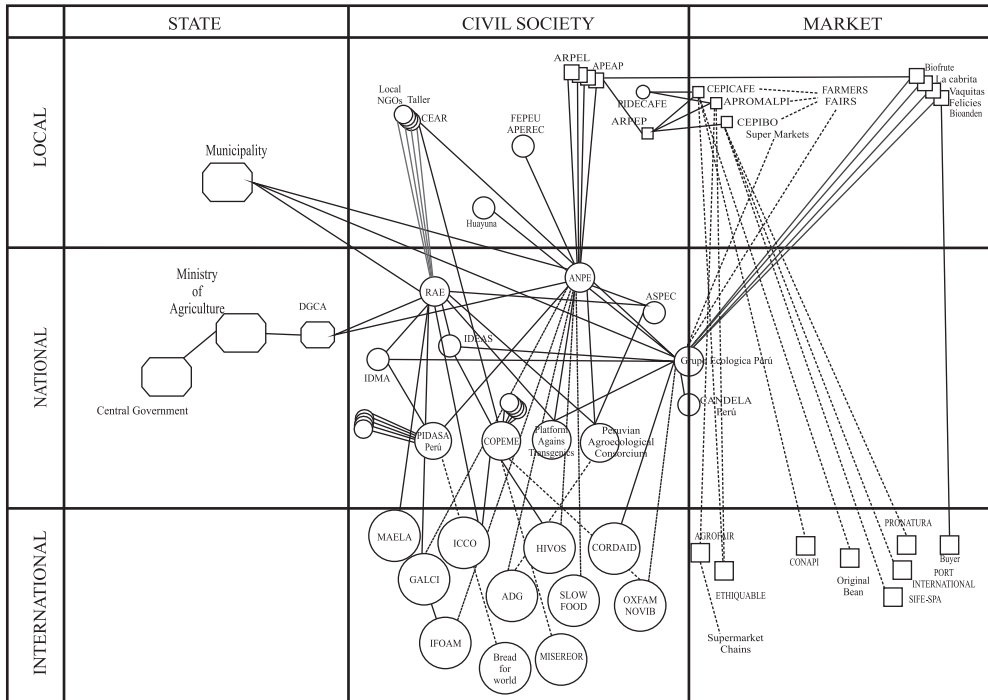 STATE
CIVIL SOCIETY
MARKET
LOCAL
ARPEL
APEAP
Local
NGOs
Taller
CEAR
FEPEU
APEREC
PIDECAFE
ARPEP
CEPICAFE
APROMALPI
CEPIBO
Super Markets
FARMERS
FAIRS
Biofrute
La cabrita
Vaquitas
Felicies
Bioanden
Municipality
Huayuna
NATIONAL
Ministry
of
Agriculture
DGCA
Central Government
RAE
ANPE
ASPEC
IDEAS
IDMA
Grupo Ecologica Perú
CANDELA
Perú
PIDASA
Perú
COPEME
Platform
Agains
Transgenics
Peruvian
Agroecological
Consorcium
INTERNATIONAL
MAELA
ICCO
HIVOS
CORDAID
GALCI
ADG
SLOW
FOOD
OXFAM
NOVIB
IFOAM
Bread
for
world
MISEREOR
AGROFAIR
ETHIQUABLE
CONAPI
Original
Bean
PRONATURA
Buyer
PORT
INTERNATIONAL
SIFE-SPA
Supermarket
Chains